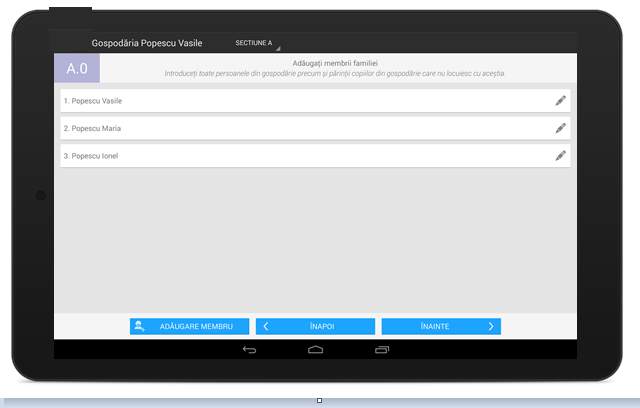 Gospodăria Popescu Vasile
SECTIUNE A
A.0
Adăugați membrii familiei
Introduceți toate persoanele din gospodărie precum și părinții copiilor din gospodărie care nu locuiesc cu aceștia.
1. Popescu Vasile
2. Popescu Maria
3. Popescu Ionel
ADĂUGARE MEMBRU
ÎNAPOI
ÎNAINTE